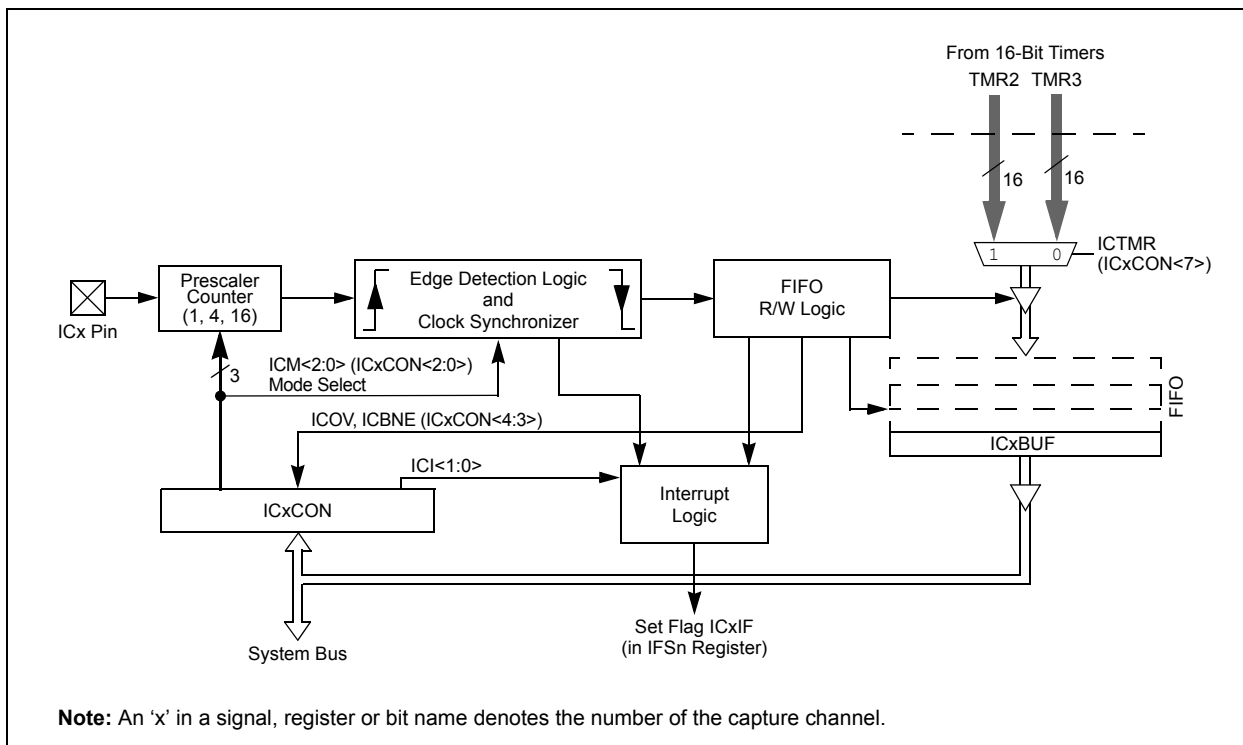 From 16-Bit Timers
TMR2 TMR3
16
16
1 0
ICTMR
(ICxCON<7>)
ICx Pin
Prescaler
Counter
(1, 4, 16)
Edge Detection Logic
and
Clock Synchronizer
FIFO
R/W Logic
3
ICM<2:0> (ICxCON<2:0>)
Mode Select
FIFO
ICOV, ICBNE (ICxCON<4:3>)
ICxBUF
ICI<1:0>
ICxCON
Interrupt
Logic
System Bus
Set Flag ICxIF
(in IFSn Register)
Note: An ‘x’ in a signal, register or bit name denotes the number of the capture channel.